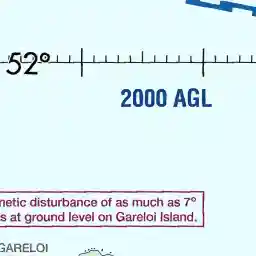 52°
2000 AGL
netic disturbance of as much as 7°
s at ground level on Gareloi Island.
GARELOI